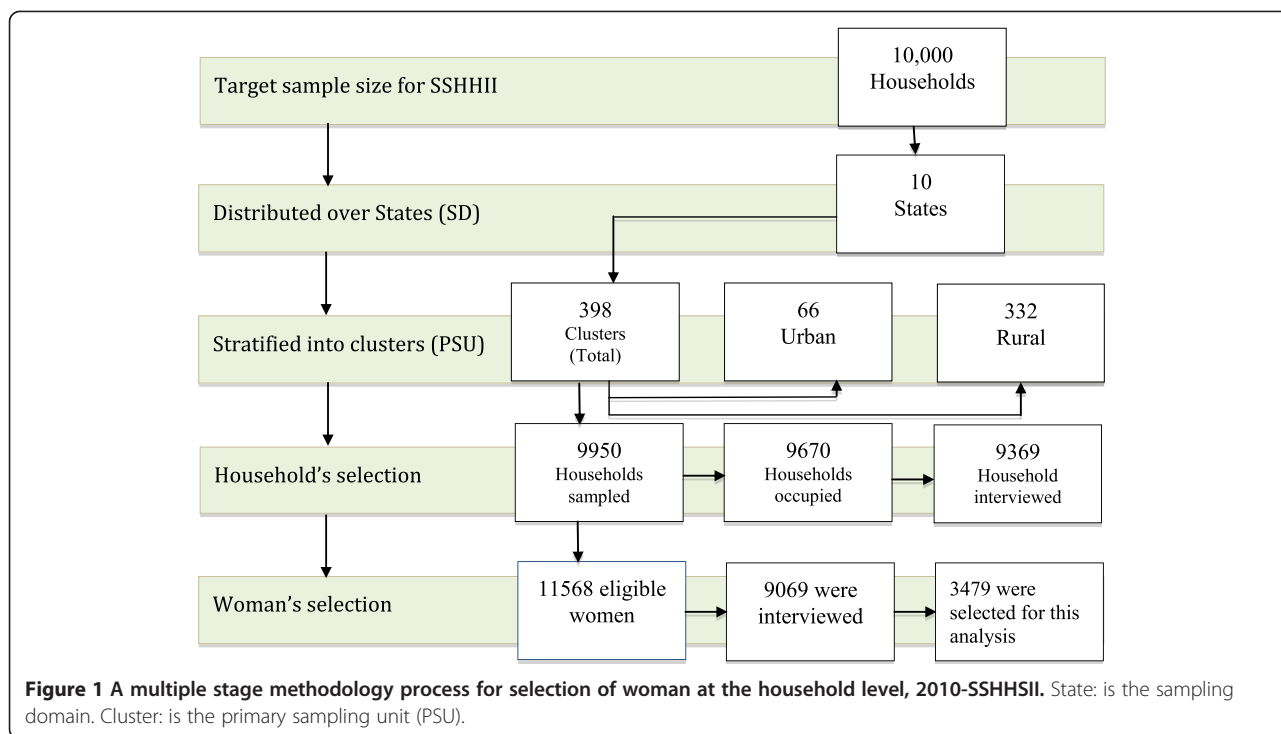 Target sample size for SSHHII
10,000
Households
Distributed over States (SD)
10
States
Stratified into clusters (PSU)
398
Clusters
(Total)
66
Urban
332
Rural
Household's selection
9950
Households
sampled
9670
Households
occupied
9369
Household
interviewed
Woman's selection
11568 eligible
women
9069 were
interviewed
3479 were
selected for this
analysis
Figure 1 A multiple stage methodology process for selection of woman at the household level, 2010-SSHHSII. State: is the sampling
domain. Cluster: is the primary sampling unit (PSU).